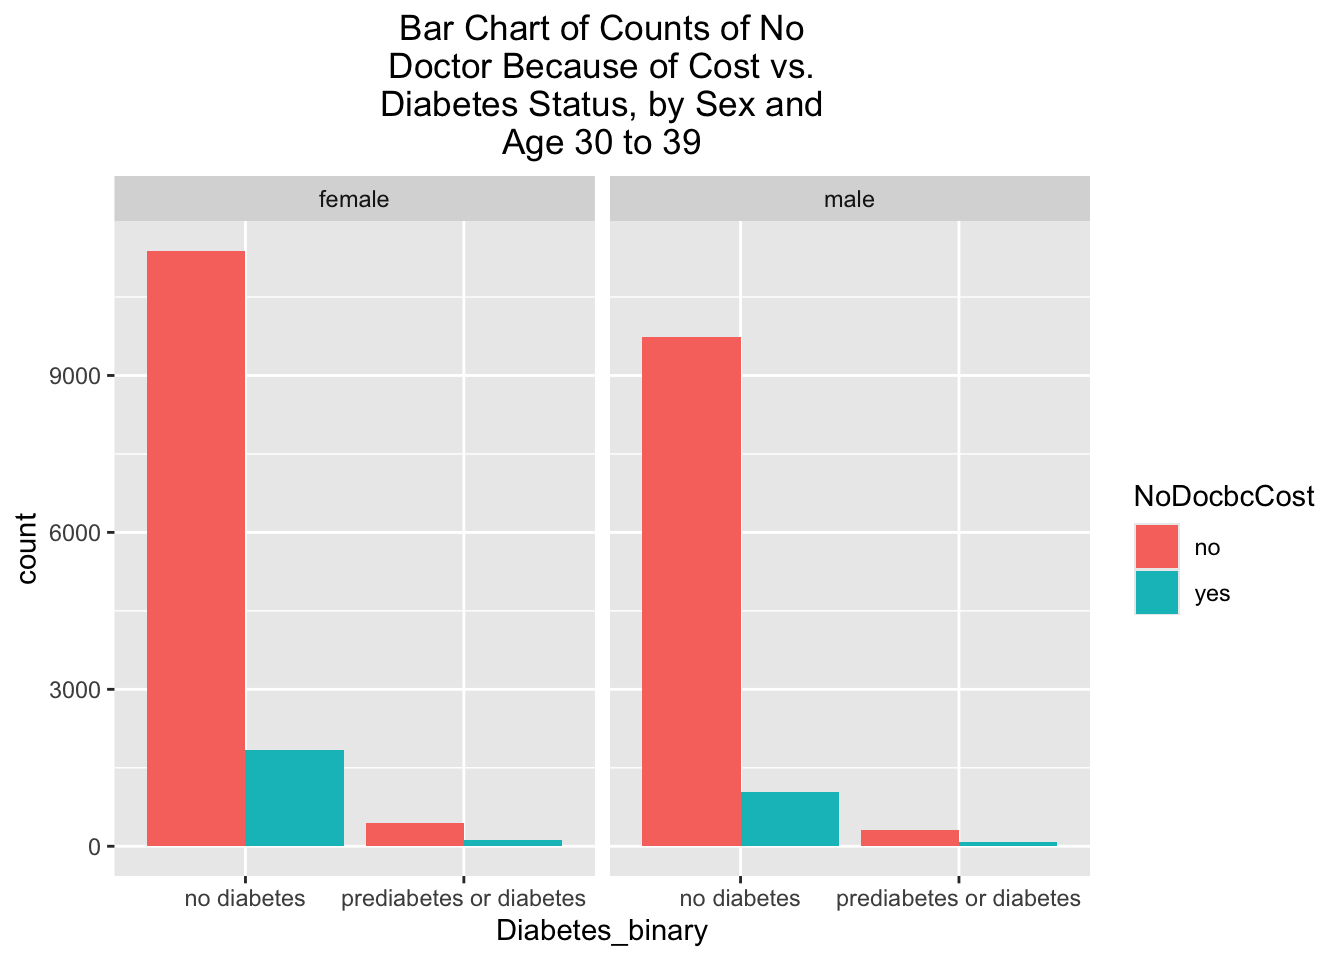 Bar Chart of Counts of No
Doctor Because of Cost vs.
Diabetes Status, by Sex and
Age 30 to 39
female
male
9000
6000
3000
0
count
no diabetes
prediabetes or diabetes
no diabetes
prediabetes or diabetes
Diabetes_binary
NoDocbcCost
no
yes